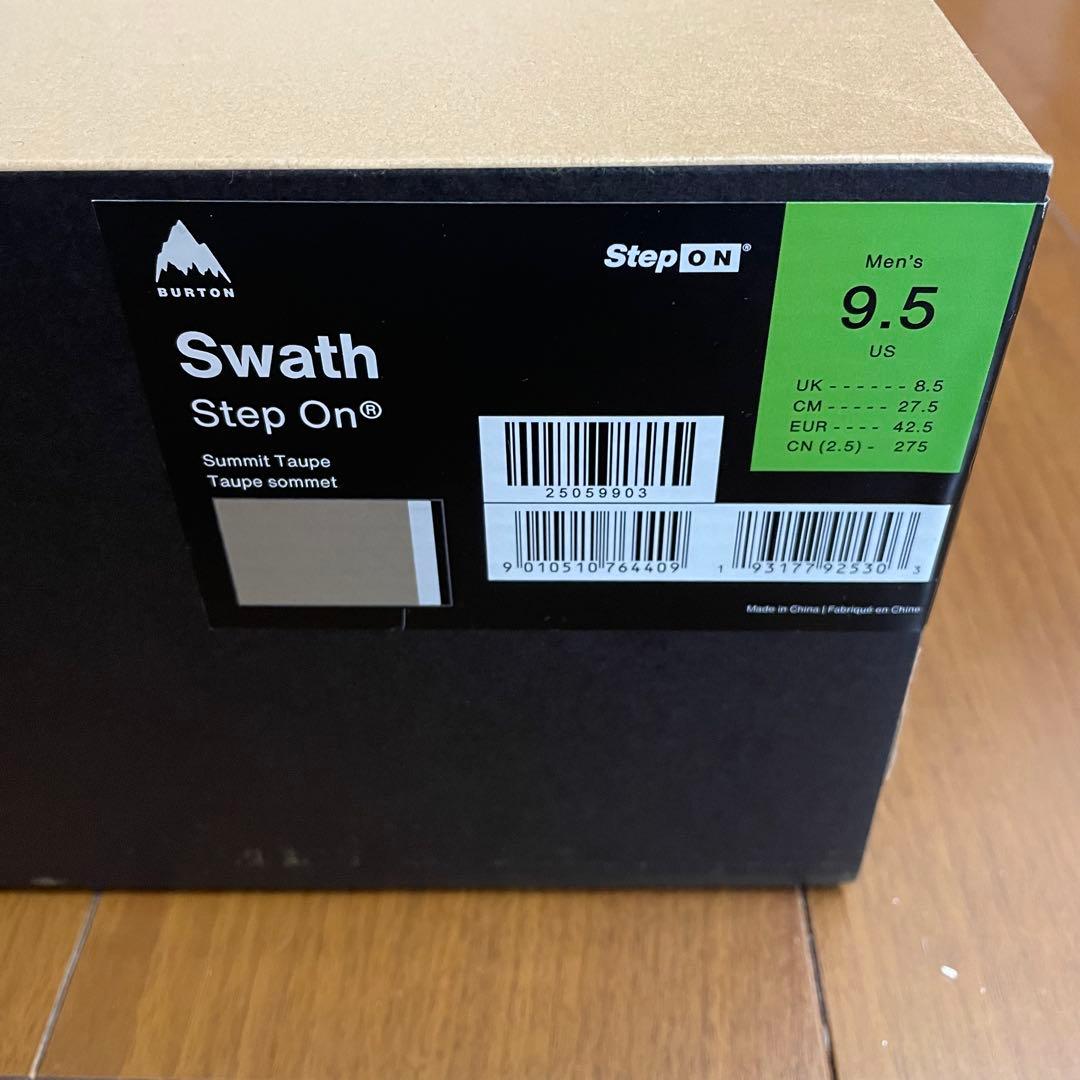 BURTON
Swath
Step On®
Summit Taupe
Taupe sommet
Step ON®
Men's
9.5
US
UK - - - - - - 8.5
CM - - - - - 27.5
EUR - - - - 42.5
CN (2.5) - 275
25059903
9 010510 764409
1 93177 92530 3
Made in China | Fabriqué en Chine